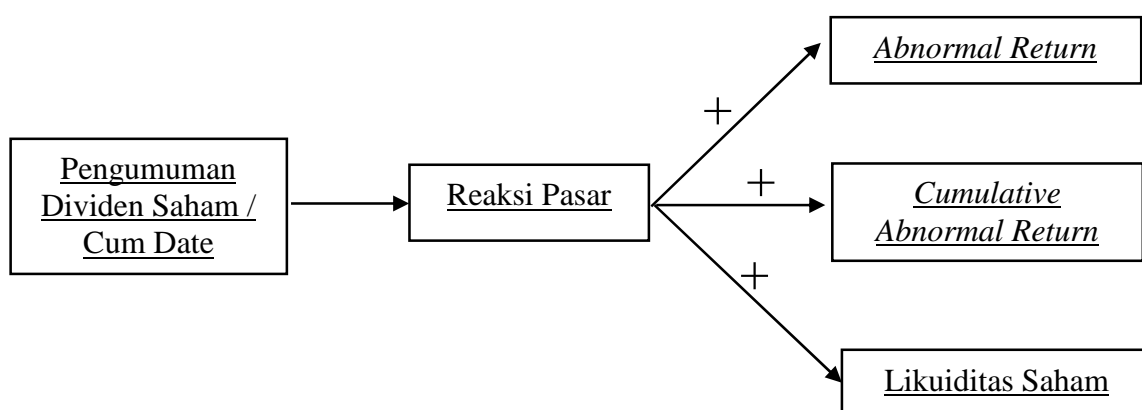 Abnormal Return
+
Pengumuman
Dividen Saham /
Cum Date
Reaksi Pasar
+
Cumulative
Abnormal Return
+
Likuiditas Saham